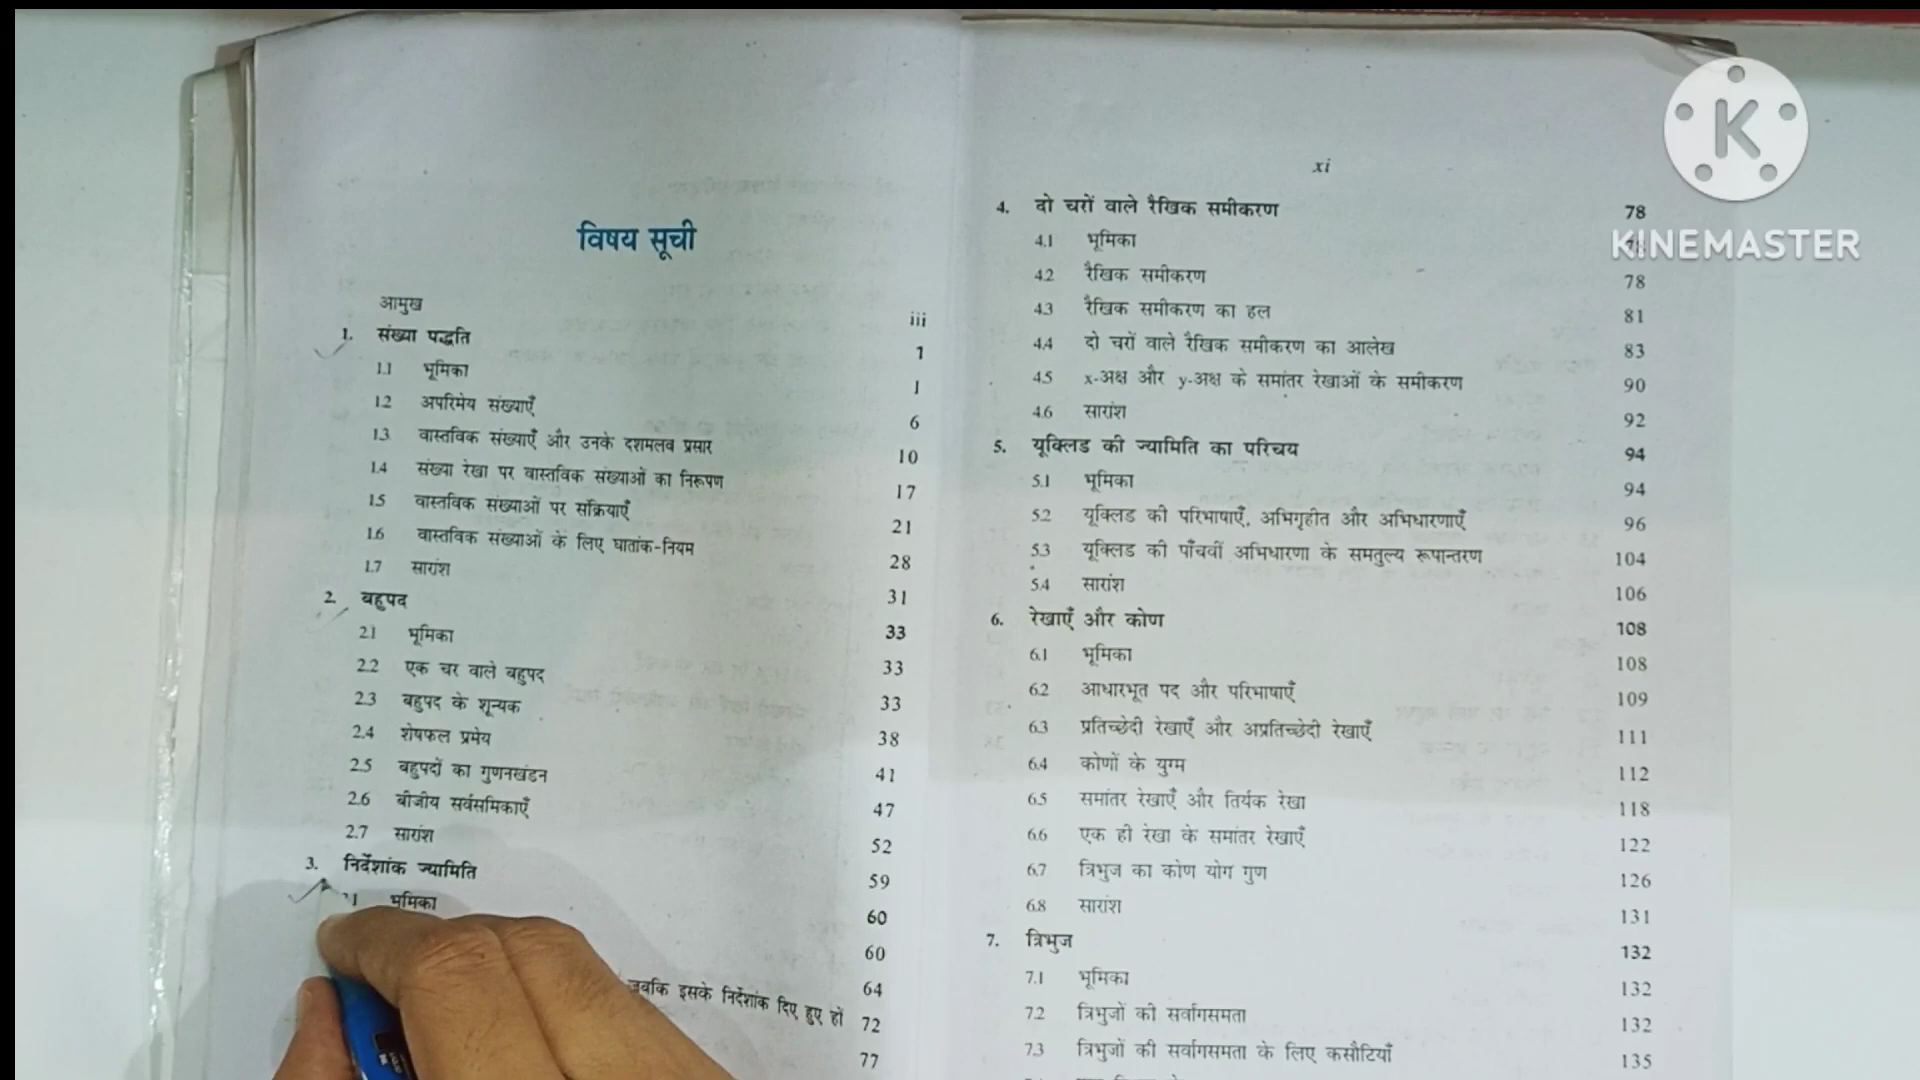 विषय सूची
आमुख iii
1. संख्या पद्धति 1
1.1 भूमिका 1
1.2 अपरिमेय संख्याएँ 6
1.3 वास्तविक संख्याएँ और उनके दशमलव प्रसार 10
1.4 संख्या रेखा पर वास्तविक संख्याओं का निरूपण 17
1.5 वास्तविक संख्याओं पर संक्रियाएँ 21
1.6 वास्तविक संख्याओं के लिए घातांक-नियम 28
1.7 सारांश 31
2. बहुपद 33
2.1 भूमिका 33
2.2 एक चर वाले बहुपद 33
2.3 बहुपद के शून्यक 38
2.4 शेषफल प्रमेय 41
2.5 बहुपदों का गुणनखंडन 47
2.6 बीजीय सर्वसमिकाएँ 52
2.7 सारांश 59
3. निर्देशांक ज्यामिति 60
भूमिका 60
64
जबकि इसके निर्देशांक दिए हुए हों 72
77
xi
4. दो चरों वाले रैखिक समीकरण 78
4.1 भूमिका
4.2 रैखिक समीकरण 78
4.3 रैखिक समीकरण का हल 81
4.4 दो चरों वाले रैखिक समीकरण का आलेख 83
4.5 x-अक्ष और y-अक्ष के समांतर रेखाओं के समीकरण 90
4.6 सारांश 92
5. यूक्लिड की ज्यामिति का परिचय 94
5.1 भूमिका 94
5.2 यूक्लिड की परिभाषाएँ, अभिगृहीत और अभिधारणाएँ 96
5.3 यूक्लिड की पाँचवीं अभिधारणा के समतुल्य रूपान्तरण 104
5.4 सारांश 106
6. रेखाएँ और कोण 108
6.1 भूमिका 108
6.2 आधारभूत पद और परिभाषाएँ 109
6.3 प्रतिच्छेदी रेखाएँ और अप्रतिच्छेदी रेखाएँ 111
6.4 कोणों के युग्म 112
6.5 समांतर रेखाएँ और तिर्यक रेखा 118
6.6 एक ही रेखा के समांतर रेखाएँ 122
6.7 त्रिभुज का कोण योग गुण 126
6.8 सारांश 131
7. त्रिभुज 132
7.1 भूमिका 132
7.2 त्रिभुजों की सर्वांगसमता 132
7.3 त्रिभुजों की सर्वांगसमता के लिए कसौटियाँ 135
K
KINEMASTER